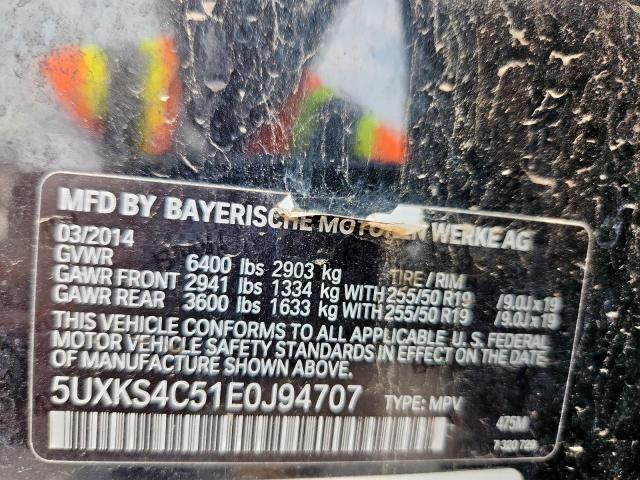 MFD BY BAYERISCHE MOTOREN WERKE AG
03/2014
GVWR 6400 lbs 2903 kg TIRE / RIM
GAWR FRONT 2941 lbs 1334 kg WITH 255/50 R19 /9.0J x 19
GAWR REAR 3600 lbs 1633 kg WITH 255/50 R19 /9.0J x 19
THIS VEHICLE CONFORMS TO ALL APPLICABLE U.S. FEDERAL
MOTOR VEHICLE SAFETY STANDARDS IN EFFECT ON THE DATE
OF MANUFACTURE SHOWN ABOVE.
5UXKS4C51E0J94707 TYPE: MPV 475M
7 320 729